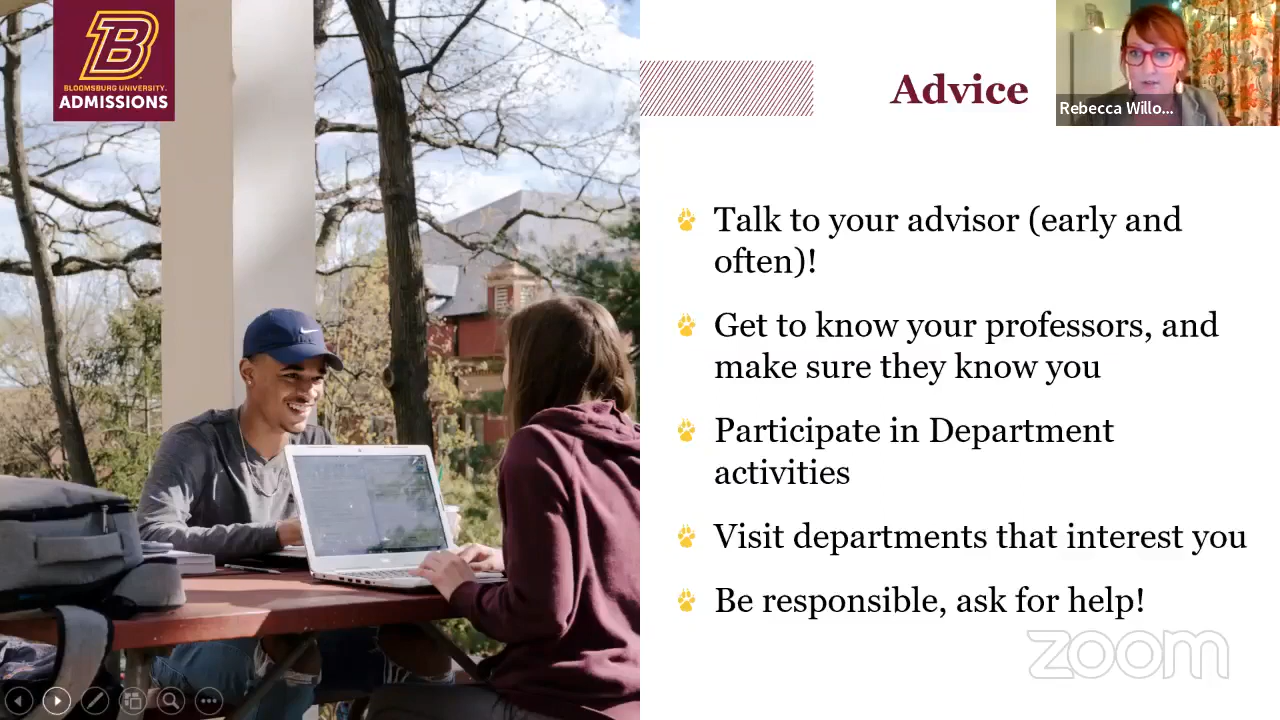 B
BLOOMSBURG UNIVERSITY.
ADMISSIONS
Advice
Rebecca Willo...
Talk to your advisor (early and
often)!
Get to know your professors, and
make sure they know you
Participate in Department
activities
Visit departments that interest you
Be responsible, ask for help!
zoom